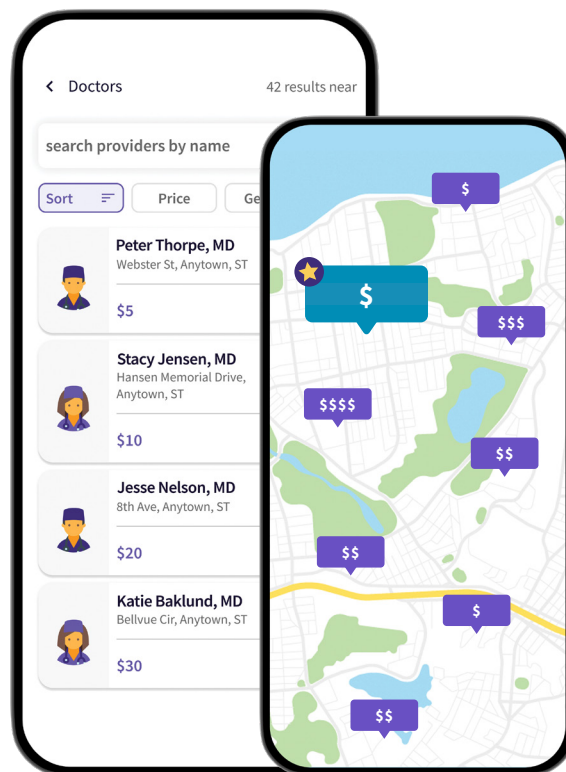 Doctors
42 results near
search providers by name
Sort
Price
Ge
Peter Thorpe, MD
Webster St, Anytown, ST
$5
Stacy Jensen, MD
Hansen Memorial Drive,
Anytown, ST
$10
Jesse Nelson, MD
8th Ave, Anytown, ST
$20
Katie Baklund, MD
Bellvue Cir, Anytown, ST
$30
$
$
$$$
$$$$
$$
$$
$
$$